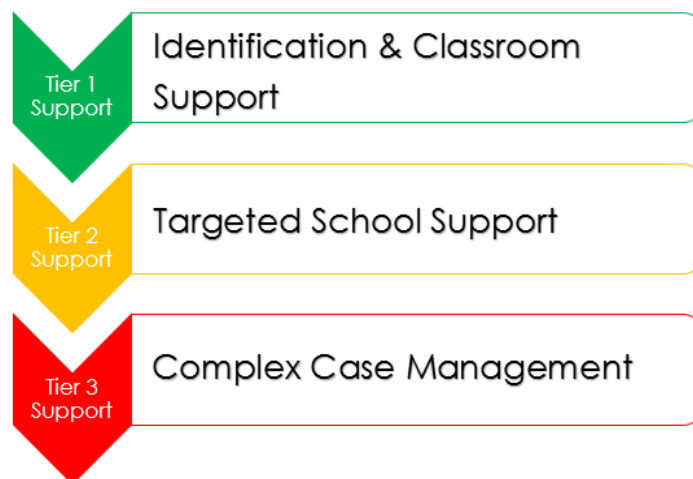 Tier 1
Support
Identification & Classroom
Support
Tier 2
Support
Targeted School Support
Tier 3
Support
Complex Case Management